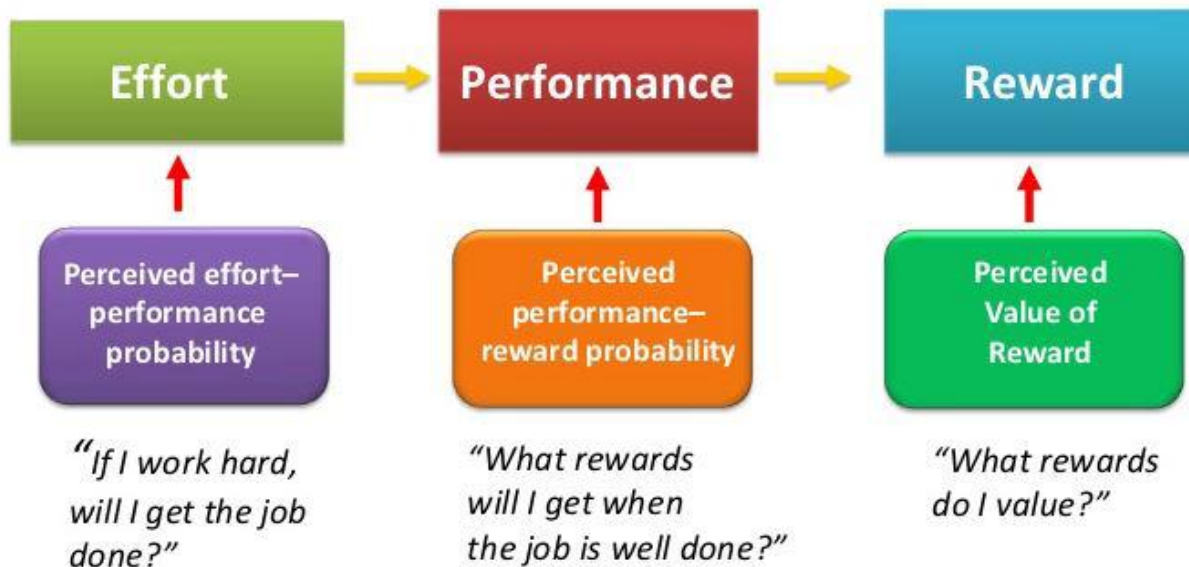 Effort
Performance
Reward
Perceived effort–
performance
probability
Perceived
performance–
reward probability
Perceived
Value of
Reward
“If I work hard,
will I get the job
done?”
“What rewards
will I get when
the job is well done?”
“What rewards
do I value?”